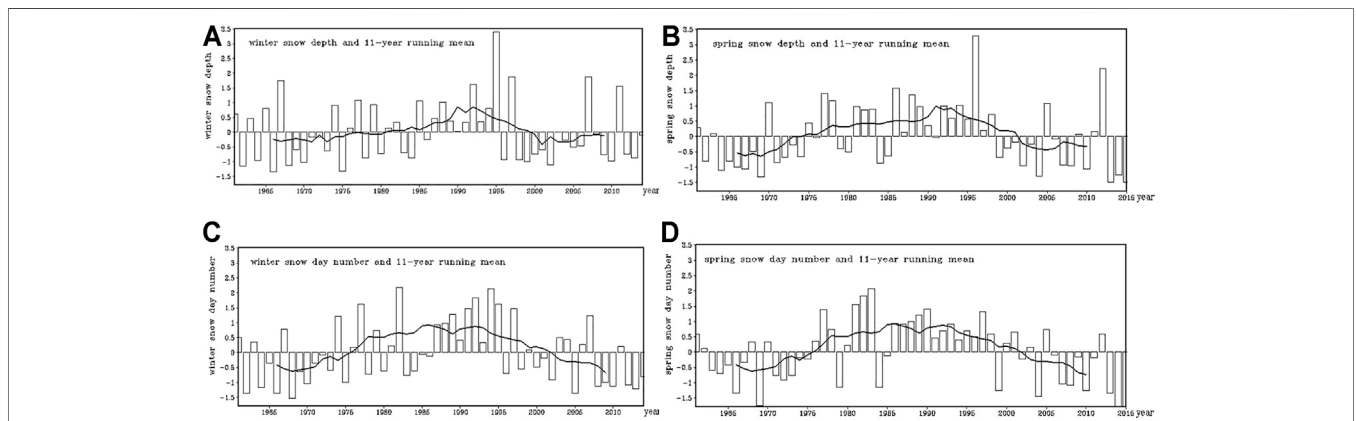 A
winter snow depth and 11-year running mean
winter snow depth
3.5
3
2.5
2
1.5
1
0.5
0
-0.5
-1
-1.5
1965 1970 1975 1980 1985 1990 1995 2000 2005 2010 year
B
spring snow depth and 11-year running mean
spring snow depth
3.5
3
2.5
2
1.5
1
0.5
0
-0.5
-1
-1.5
1965 1970 1975 1980 1985 1990 1995 2000 2005 2010 2015 year
C
winter snow day number and 11-year running mean
winter snow day number
3.5
3
2.5
2
1.5
1
0.5
0
-0.5
-1
-1.5
1965 1970 1975 1980 1985 1990 1995 2000 2005 2010 year
D
spring snow day number and 11-year running mean
spring snow day number
3.5
3
2.5
2
1.5
1
0.5
0
-0.5
-1
-1.5
1965 1970 1975 1980 1985 1990 1995 2000 2005 2010 2015 year